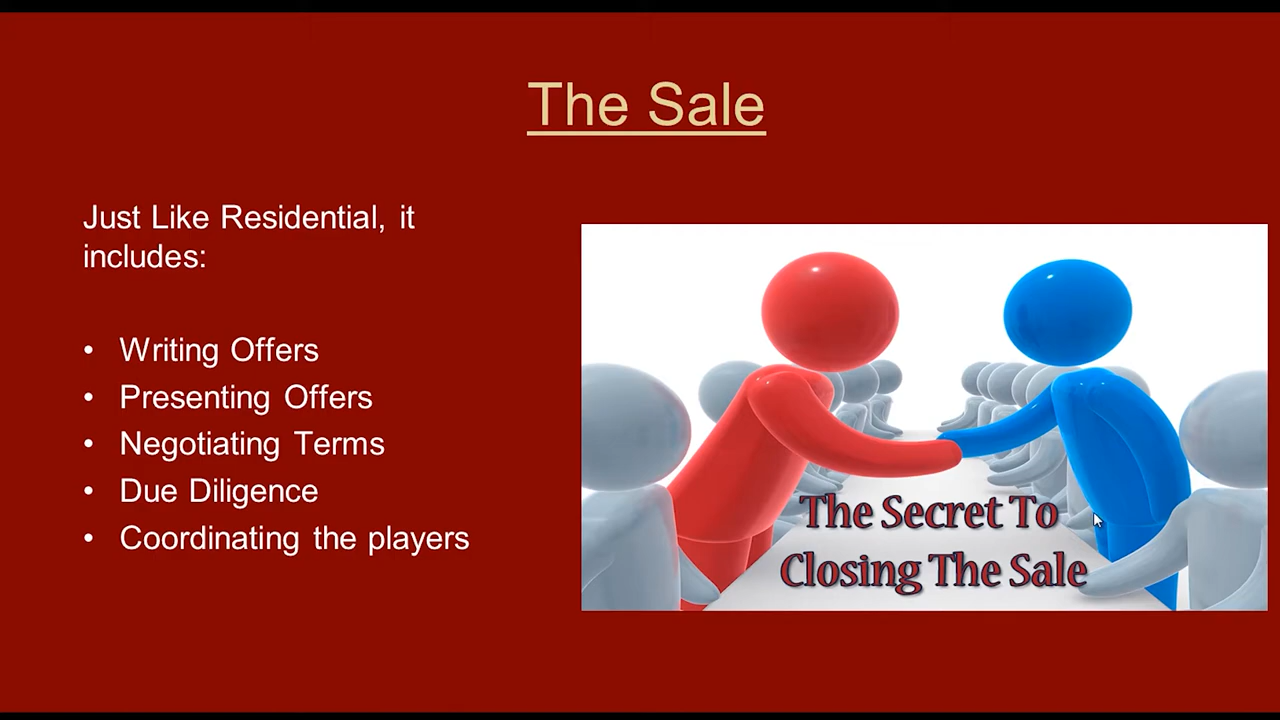 The Sale
Just Like Residential, it
includes:
• Writing Offers
• Presenting Offers
• Negotiating Terms
• Due Diligence
• Coordinating the players
The Secret To
Closing The Sale